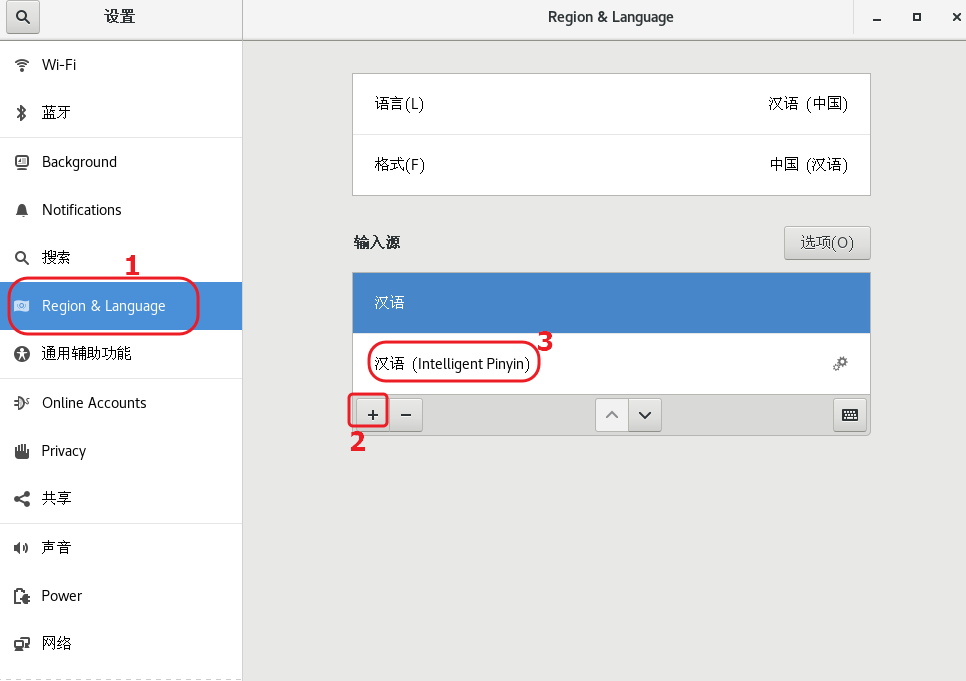 设置
Region & Language
Wi-Fi
蓝牙
Background
Notifications
搜索
1
Region & Language
通用辅助功能
Online Accounts
Privacy
共享
声音
Power
网络
语言(L)
汉语 (中国)
格式(F)
中国 (汉语)
输入源
选项(O)
汉语
汉语 (Intelligent Pinyin)
3
+
−
2